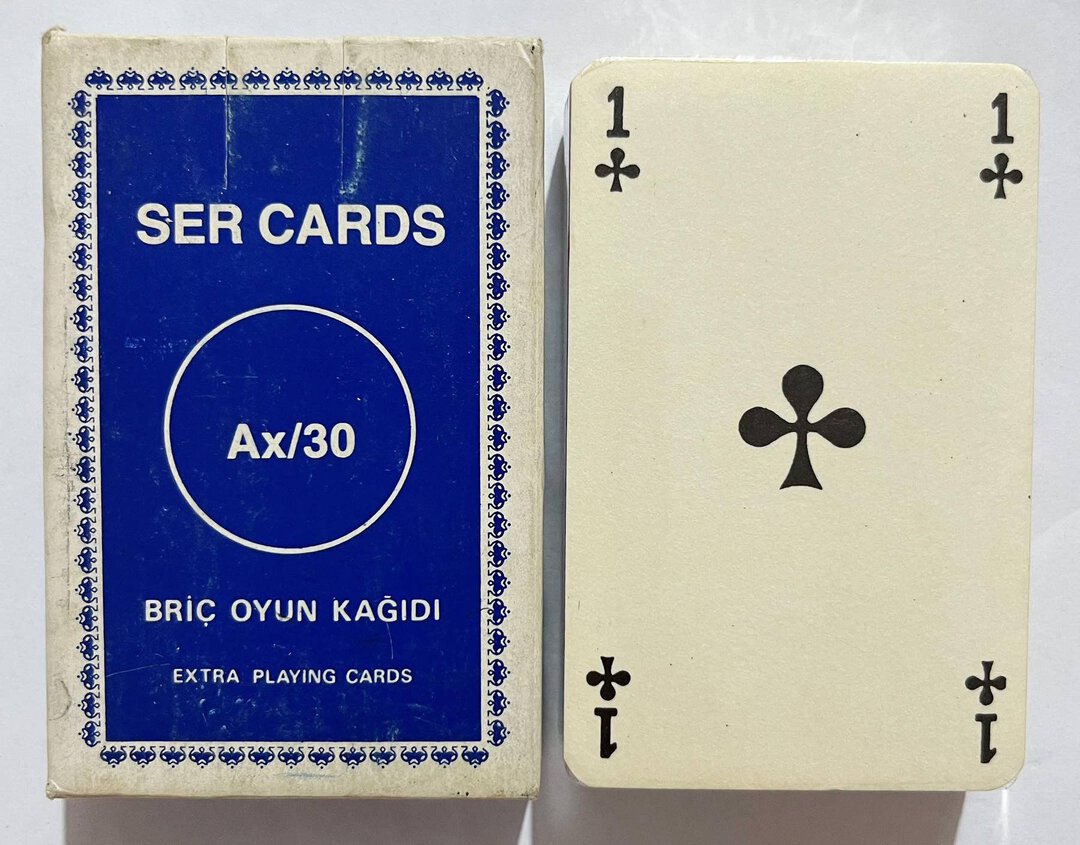 SER CARDS
Ax/30
BRİÇ OYUN KAĞIDI
EXTRA PLAYING CARDS
1 1
1 1